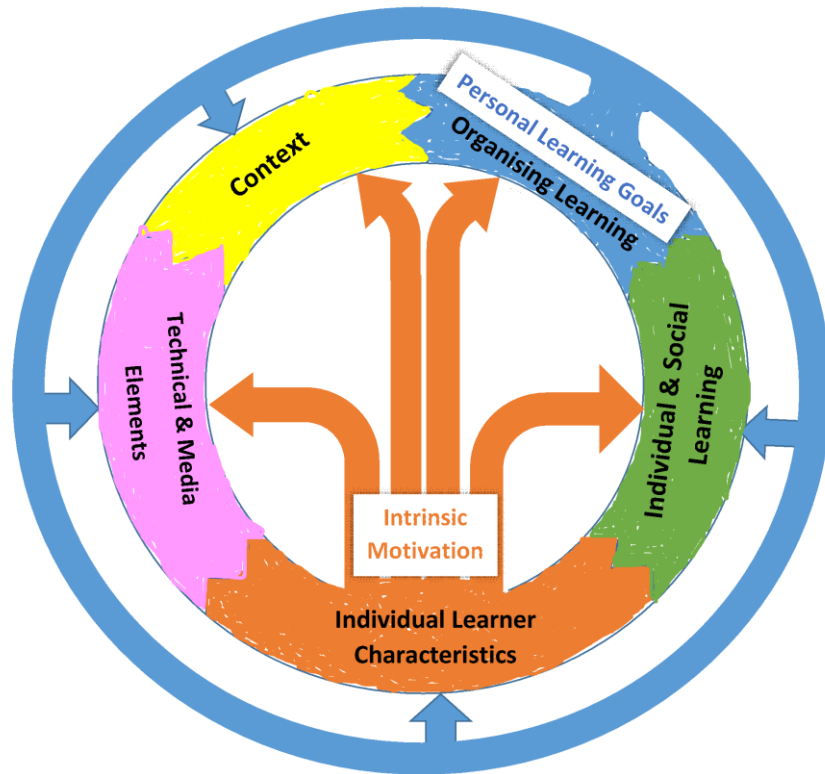 Personal Learning Goals
Organising Learning
Context
Technical & Media
Elements
Individual & Social
Learning
Intrinsic
Motivation
Individual Learner
Characteristics